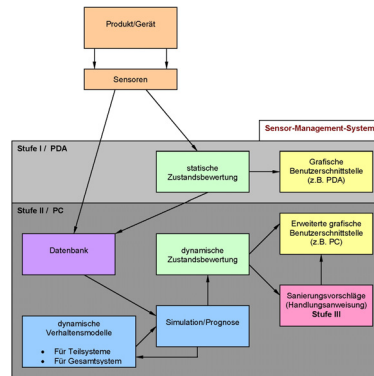 Produkt/Gerät
Sensoren
Sensor-Management-System
Stufe I / PDA
statische
Zustandsbewertung
Grafische
Benutzerschnittstelle
(z.B. PDA)
Stufe II / PC
Datenbank
dynamische
Zustandsbewertung
Erweiterte grafische
Benutzerschnittstelle
(z.B. PC)
Sanierungsvorschläge
(Handlungsanweisung)
Stufe III
dynamische
Verhaltensmodelle
• Für Teilsysteme
• Für Gesamtsystem
Simulation/Prognose